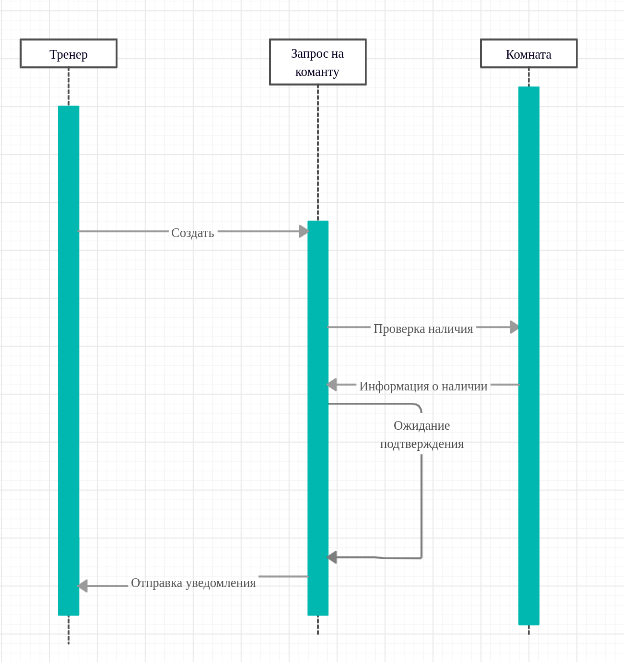 Тренер
Запрос на
команту
Комната
Создать
Проверка наличия
Информация о наличии
Ожидание
подтверждения
Отправка уведомления